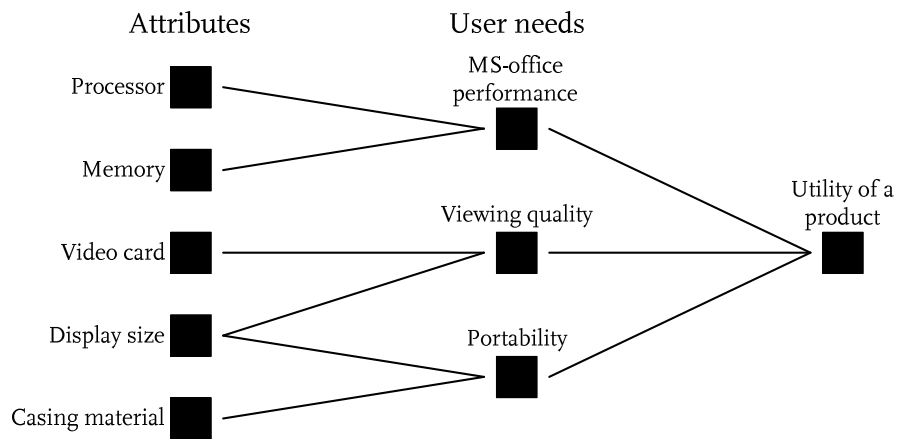 Attributes
User needs
Processor
Memory
Video card
Display size
Casing material
MS-office
performance
Viewing quality
Portability
Utility of a
product